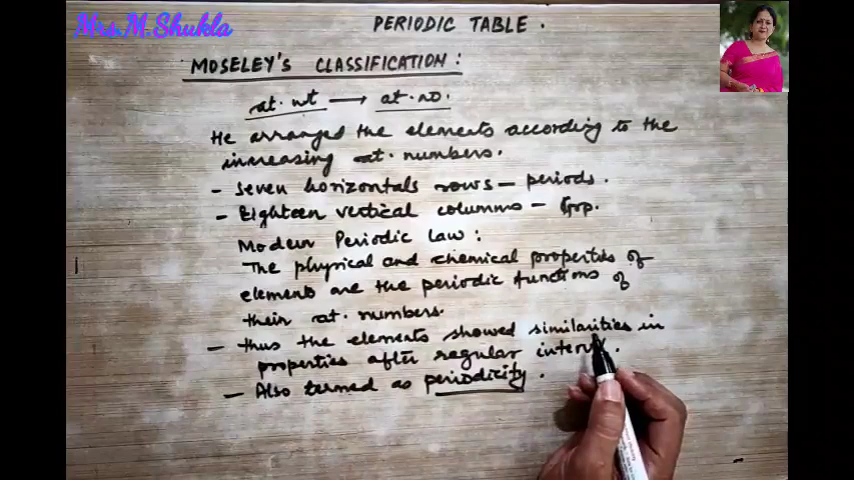 Mrs.M.Shukla
PERIODIC TABLE.
MOSELEY'S CLASSIFICATION:
at. wt → at. no.
He arranged the elements according to the
increasing at. numbers.
- Seven horizontals rows - periods.
- Eighteen vertical columns - Grp.
Modern Periodic law:
The physical and chemical properties of
elements are the periodic functions of
their at. numbers.
- thus the elements showed similarities in
properties after regular
- Also termed as periodicity.